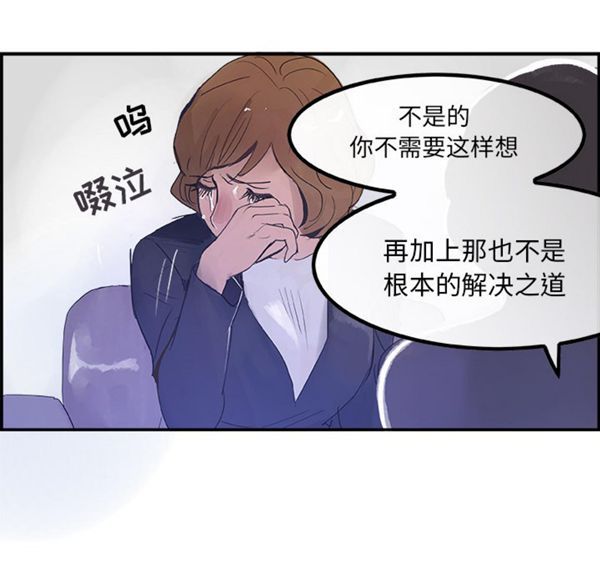 呜
啜泣
不是的
你不需要这样想
再加上那也不是
根本的解决之道